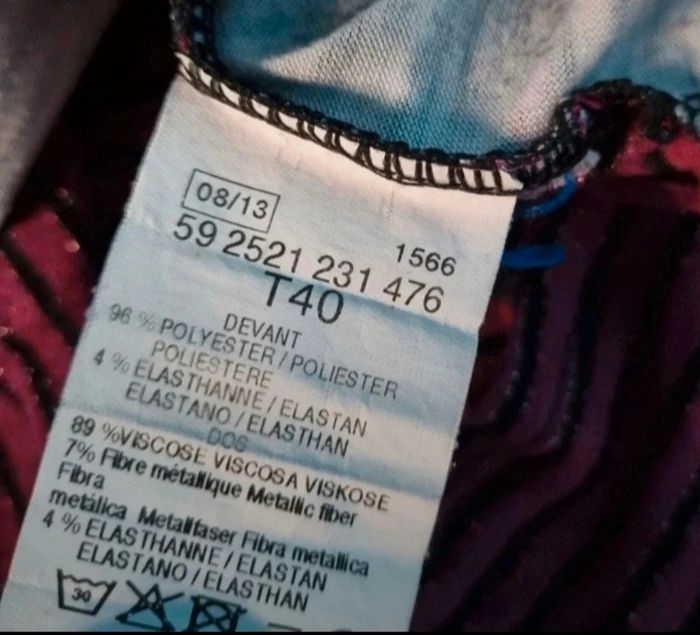 08/13
1566
59 2521 231 476
T40
DEVANT
96 % POLYESTER / POLIESTER
POLIESTERE
4 % ELASTHANNE / ELASTAN
ELASTANO / ELASTHAN
DOS
89 %VISCOSE VISCOSA VISKOSE
7% Fibre métallique Metallic fiber
Fibra
metálica Metallfaser Fibra metallica
4 % ELASTHANNE / ELASTAN
ELASTANO / ELASTHAN
30